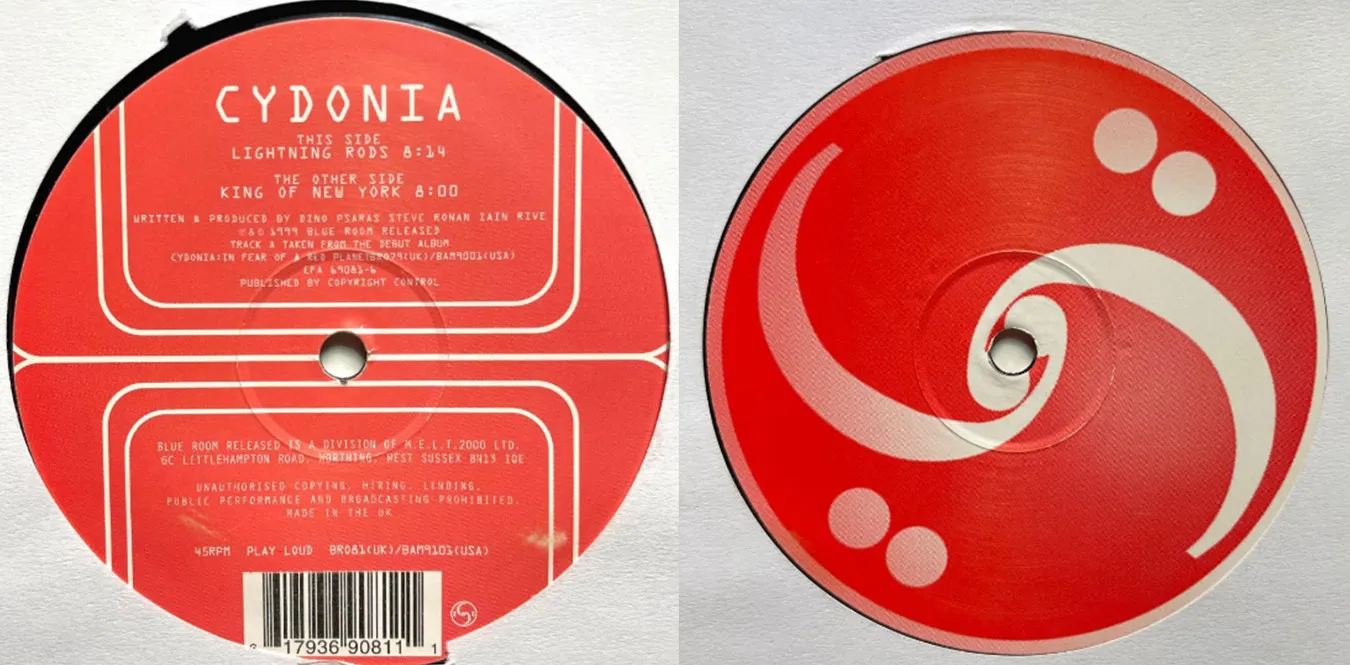 CYDONIA
THIS SIDE
LIGHTNING RODS 8:14
THE OTHER SIDE
KING OF NEW YORK 8:00
WRITTEN & PRODUCED BY DINO PSARAS STEVE RONAN IAIN RIVE
℗&© 1999 BLUE ROOM RELEASED
TRACK A TAKEN FROM THE DEBUT ALBUM
CYDONIA:IN FEAR OF A RED PLANETBR079(UK)/BAM9001(USA)
EFA 69081-6
PUBLISHED BY COPYRIGHT CONTROL
BLUE ROOM RELEASED IS A DIVISION OF M.E.L.T.2000 LTD.
6C LITTLEHAMPTON ROAD, WORTHING, WEST SUSSEX BN13 1QE
UNAUTHORISED COPYING, HIRING, LENDING,
PUBLIC PERFORMANCE AND BROADCASTING PROHIBITED.
MADE IN THE UK
45RPM PLAY LOUD BR081(UK)/BAM9101(USA)
17936 90811 1